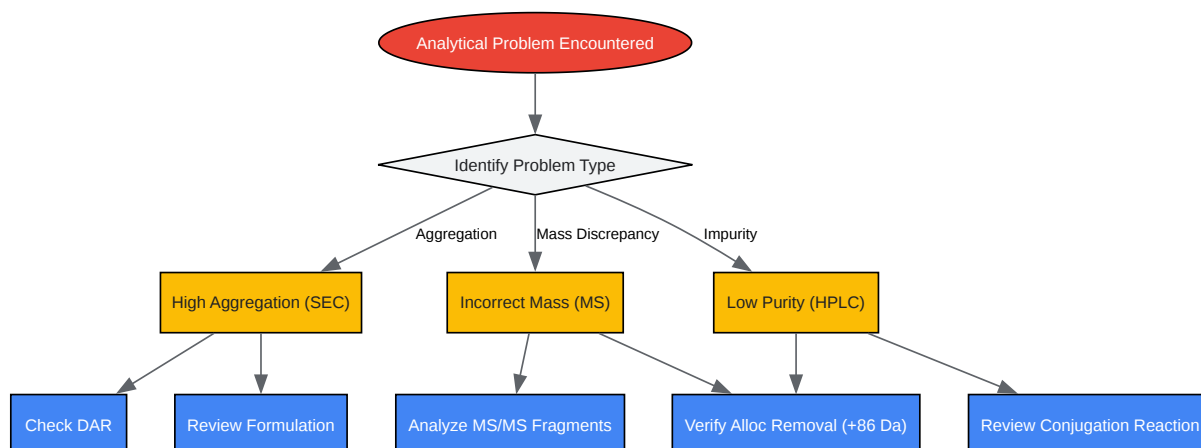 Analytical Problem Encountered
Identify Problem Type
Aggregation
Mass Discrepancy
Impurity
High Aggregation (SEC)
Incorrect Mass (MS)
Low Purity (HPLC)
Check DAR
Review Formulation
Analyze MS/MS Fragments
Verify Alloc Removal (+86 Da)
Review Conjugation Reaction